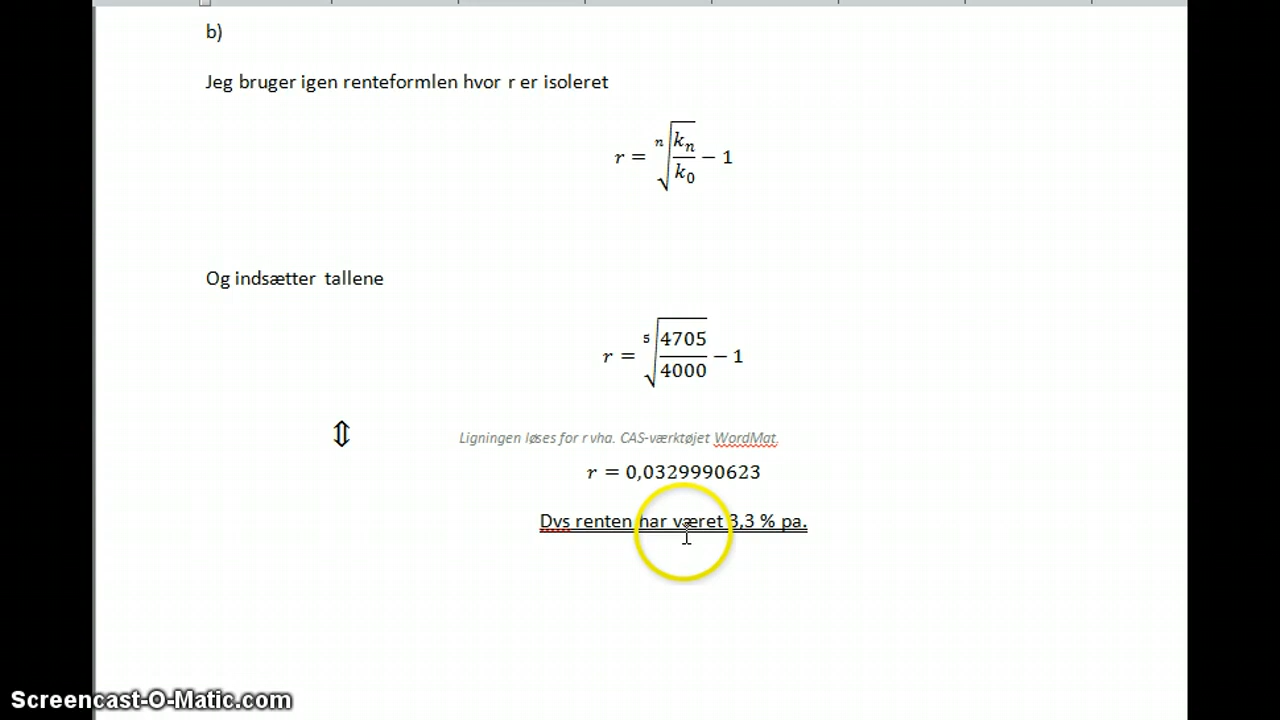 b)
Jeg bruger igen renteformlen hvor r er isoleret
r = ⁿ√(kₙ/k₀) − 1
Og indsætter tallene
r = ⁵√(4705/4000) − 1
⇕ Ligningen løses for r vha. CAS-værktøjet WordMat.
r = 0,0329990623
Dvs renten har været 3,3 % pa.
Screencast-O-Matic.com